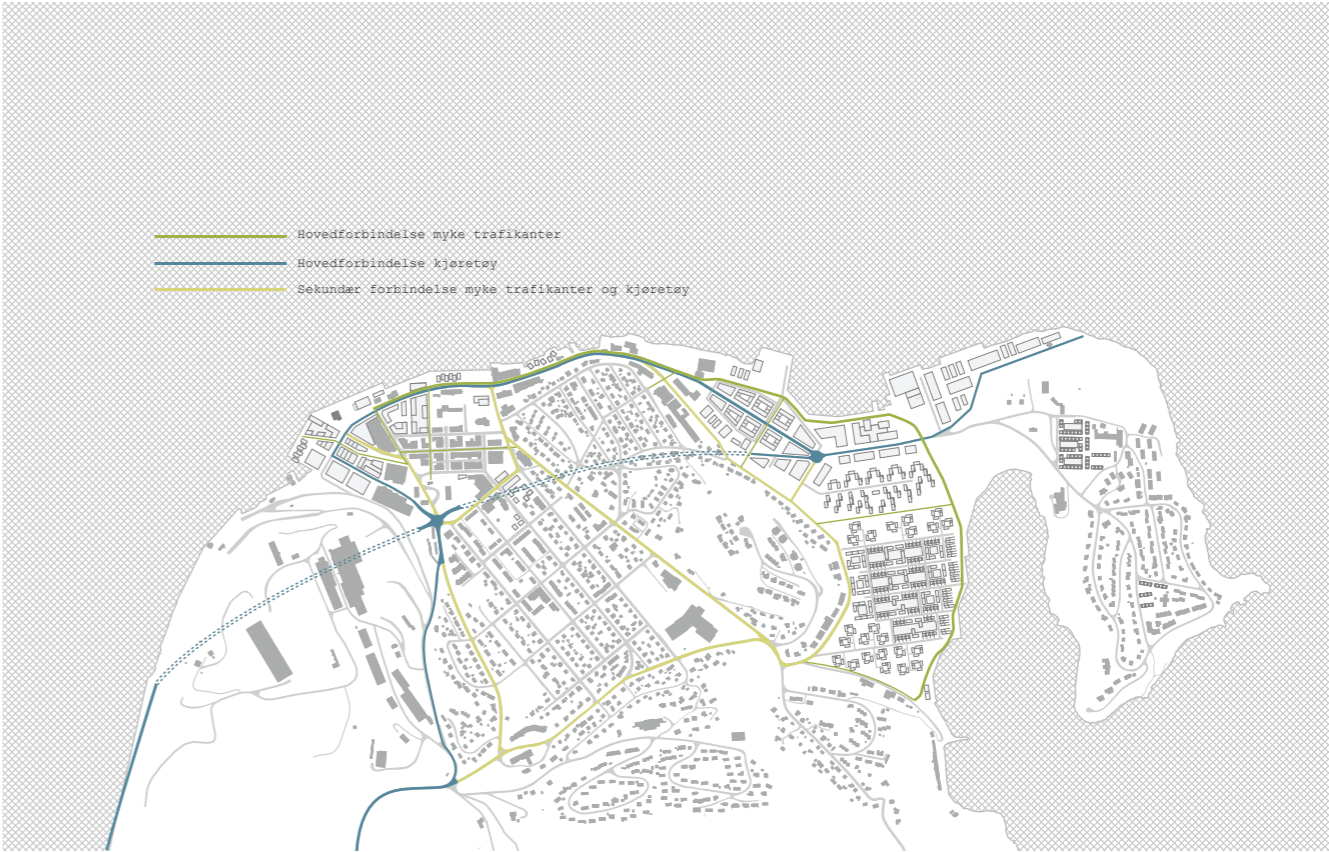 Hovedforbindelse myke trafikanter
Hovedforbindelse kjøretøy
Sekundær forbindelse myke trafikanter og kjøretøy